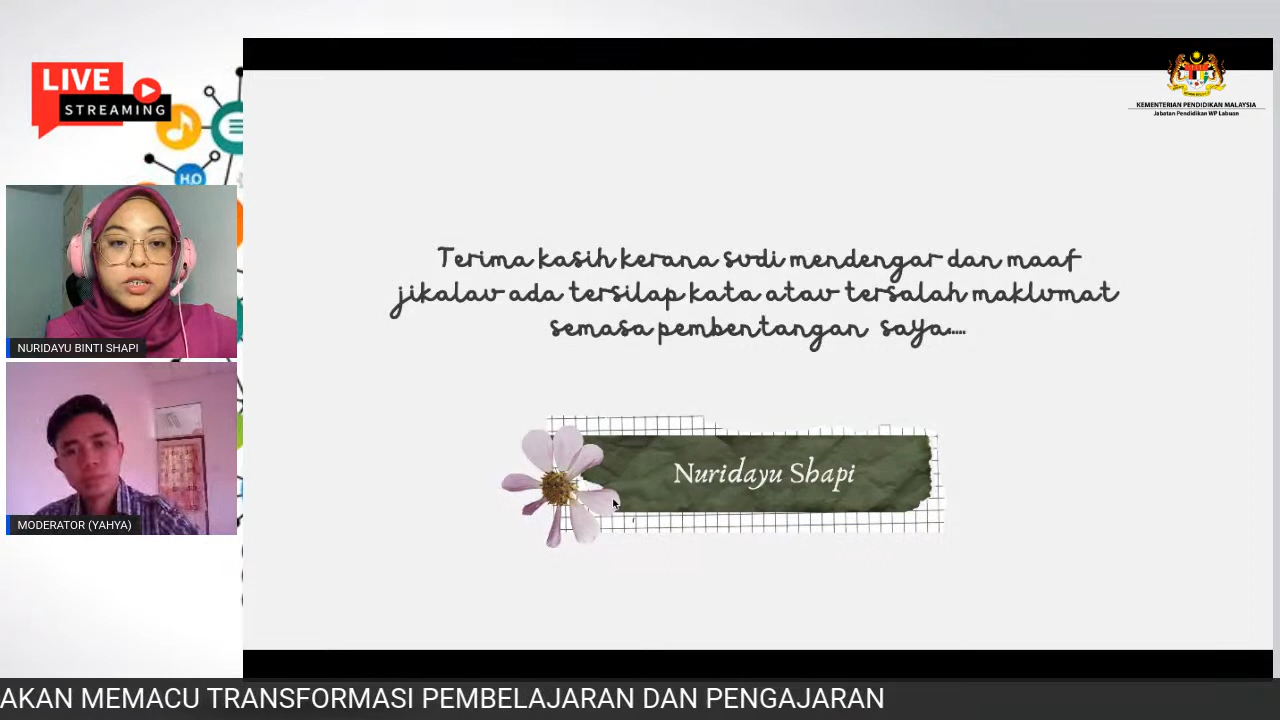 LIVE
STREAMING
H₂O
KEMENTERIAN PENDIDIKAN MALAYSIA
Jabatan Pendidikan WP Labuan
Terima kasih kerana sudi mendengar dan maaf
jikalau ada tersilap kata atau tersalah maklumat
semasa pembentangan saya.....
Nuridayu Shapi
NURIDAYU BINTI SHAPI
MODERATOR (YAHYA)
AKAN MEMACU TRANSFORMASI PEMBELAJARAN DAN PENGAJARAN